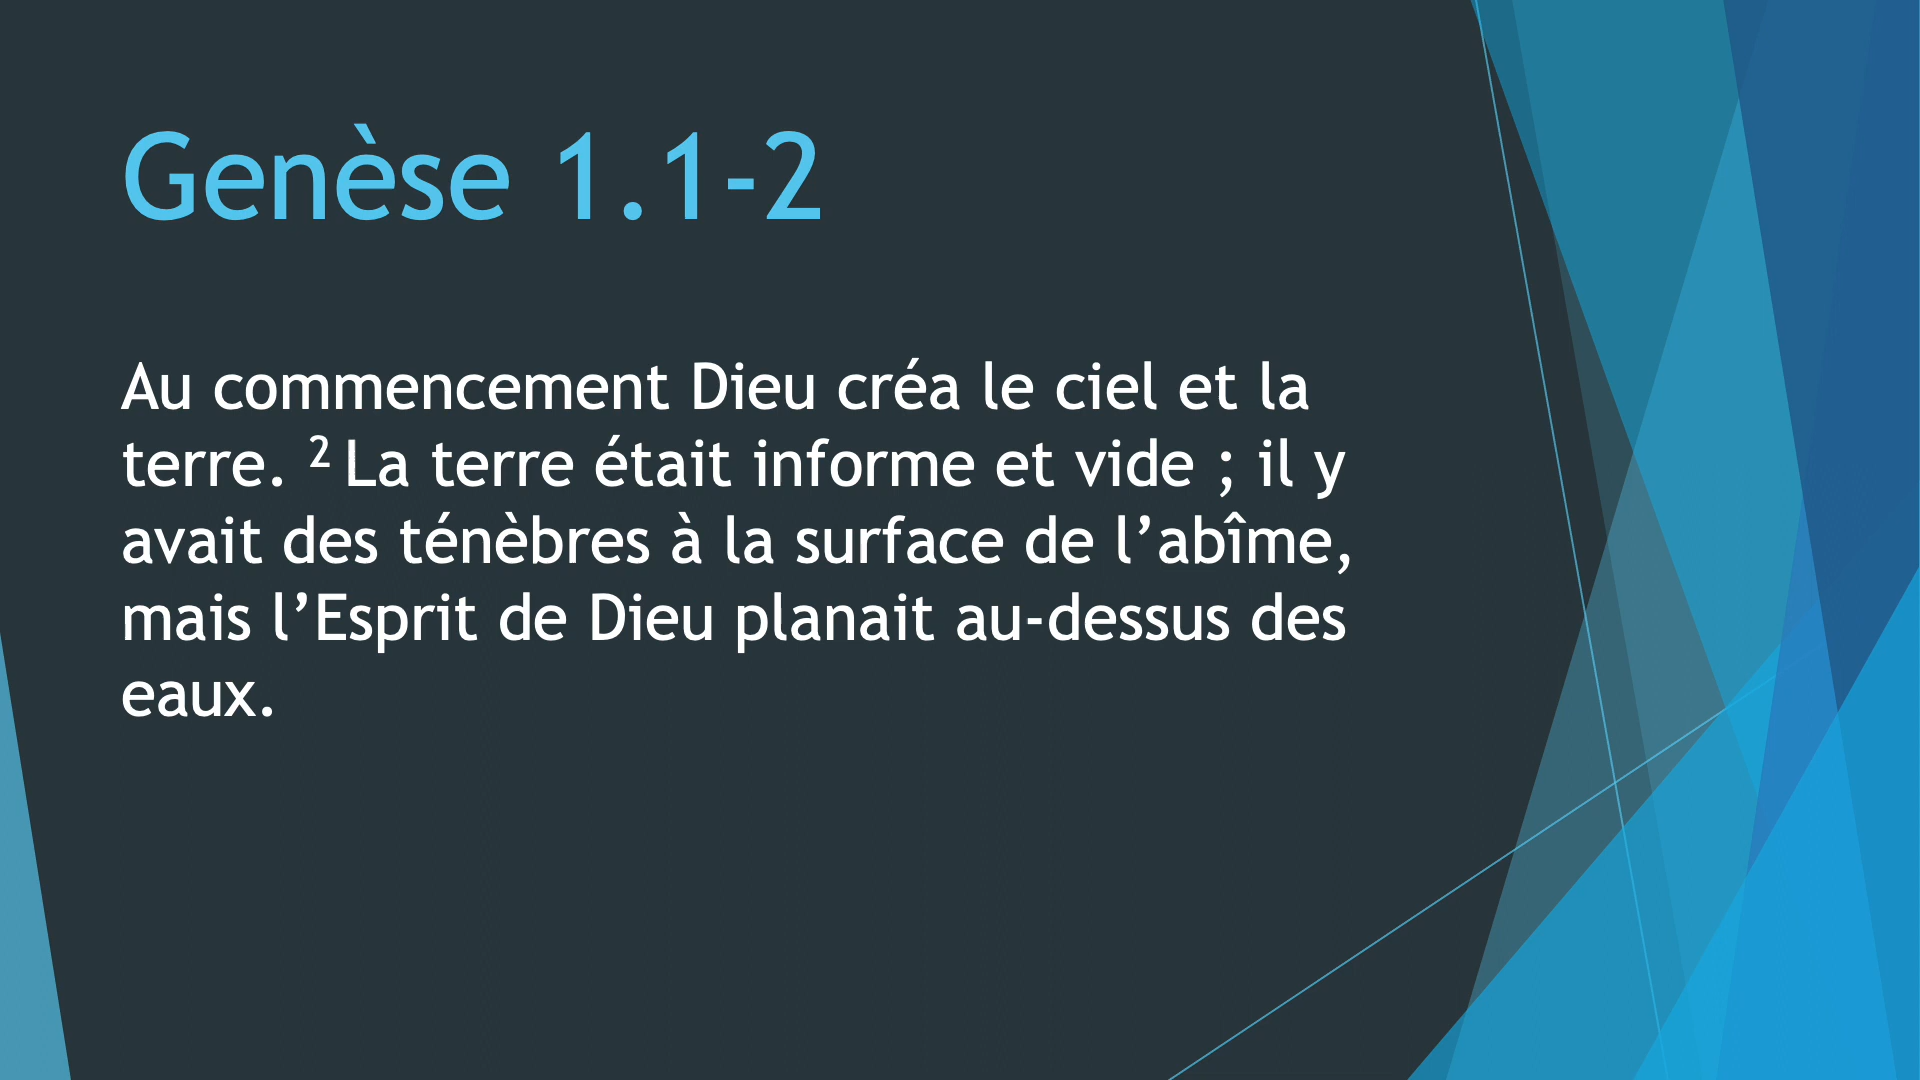 Genèse 1.1-2
Au commencement Dieu créa le ciel et la
terre. ² La terre était informe et vide ; il y
avait des ténèbres à la surface de l’abîme,
mais l’Esprit de Dieu planait au-dessus des
eaux.